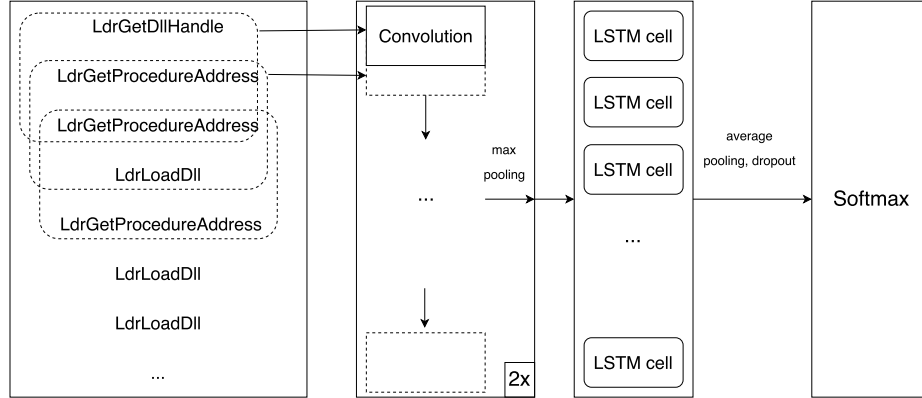 LdrGetDllHandle
LdrGetProcedureAddress
LdrGetProcedureAddress
LdrLoadDll
LdrGetProcedureAddress
LdrLoadDll
LdrLoadDll
...
Convolution
...
2x
max
pooling
LSTM cell
LSTM cell
LSTM cell
...
LSTM cell
average
pooling, dropout
Softmax